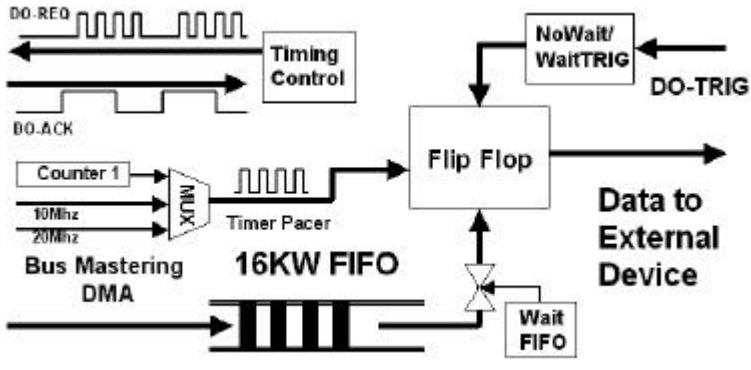 DO-REQ
Timing
Control
DO-ACK
NoWait/
WaitTRIG
DO-TRIG
Flip Flop
Counter 1
10Mhz
20Mhz
MUX
Timer Pacer
Data to
External
Device
Bus Mastering
DMA
16KW FIFO
Wait
FIFO